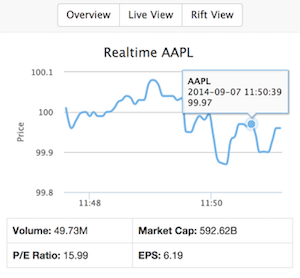 Overview Live View Rift View
Realtime AAPL
100.1
AAPL
2014-09-07 11:50:39
99.97
100
Price
99.9
99.8
11:48 11:50
Volume: 49.73M Market Cap: 592.62B
P/E Ratio: 15.99 EPS: 6.19